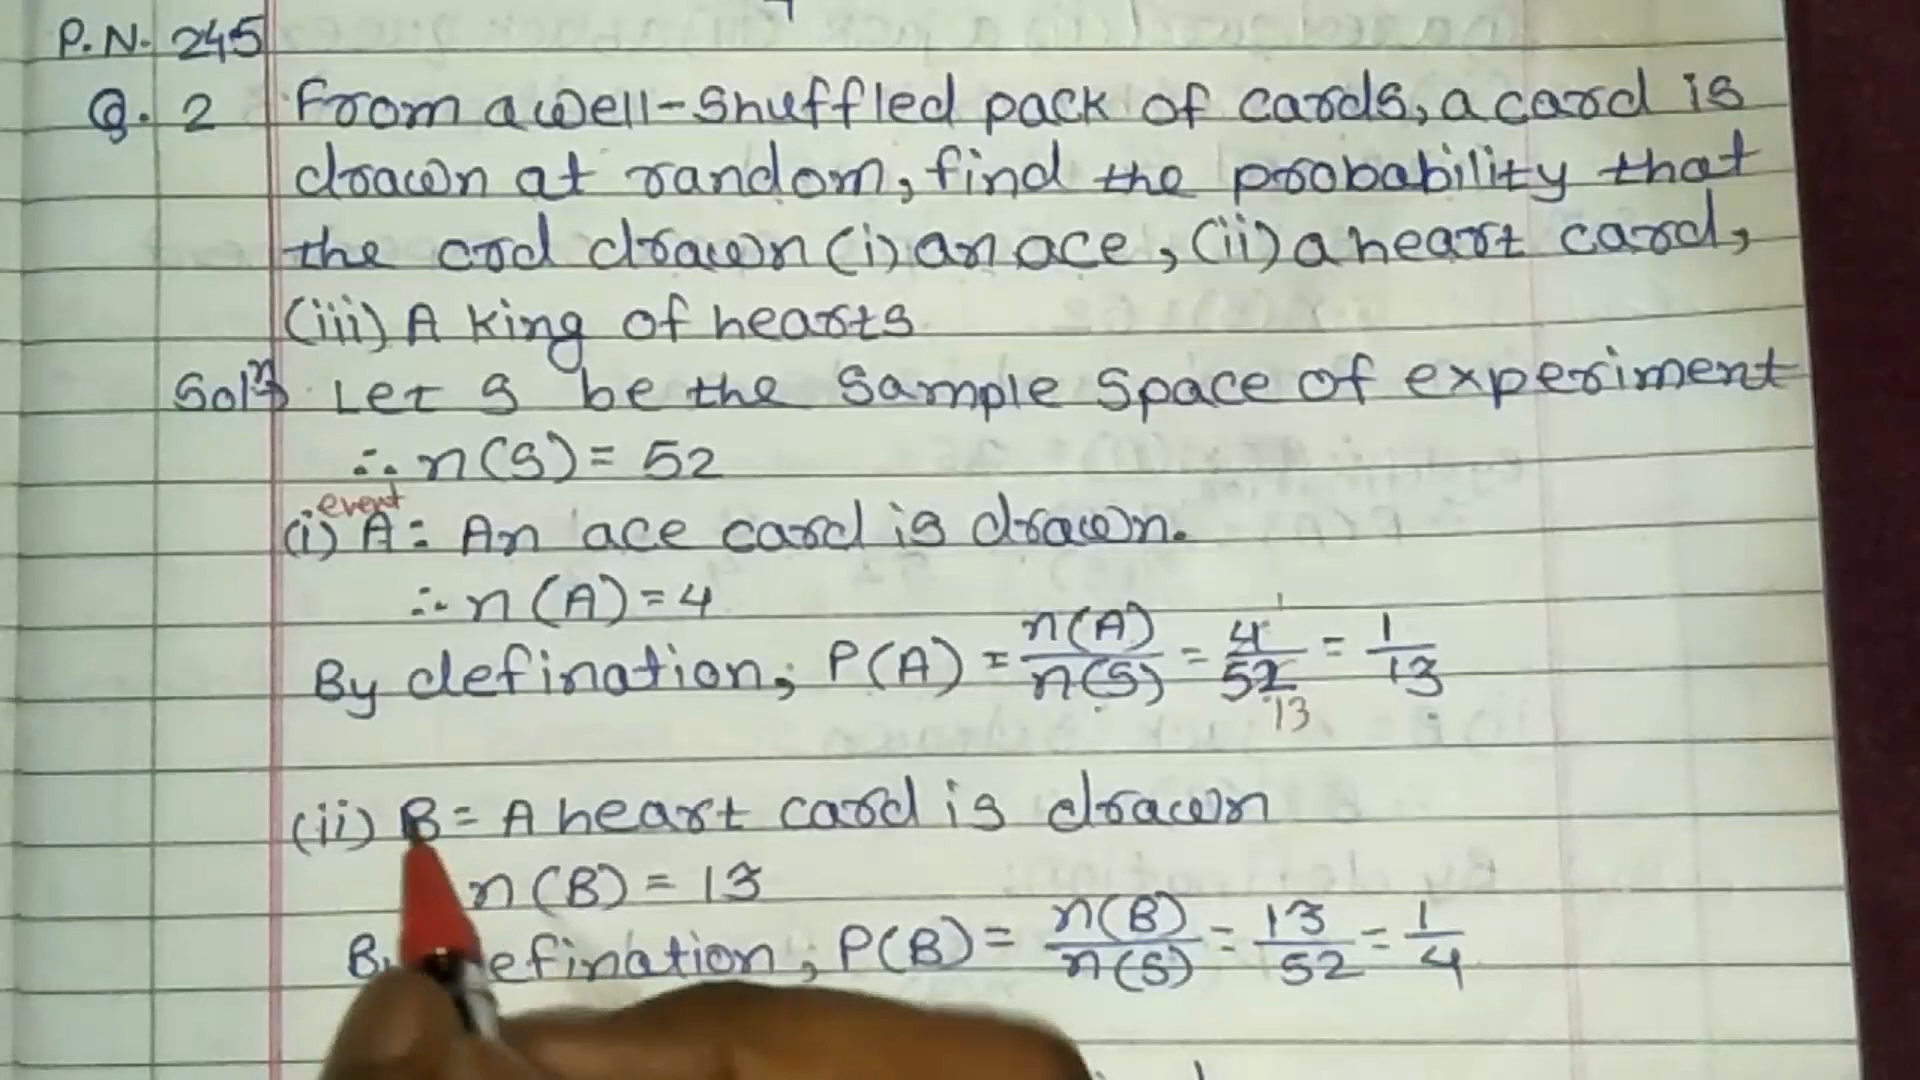 P.N. 245
Q. 2 From a well-shuffled pack of cards, a card is
drawn at random, find the probability that
the crd drawn (i) an ace, (ii) a heart card,
(iii) A king of hearts
Solⁿ Let S be the sample space of experiment
∴ n(S) = 52
event
(i) A: An ace card is drawn.
∴ n(A) = 4
By defination, P(A) = n(A)/n(S) = 4/52 = 1/13
1
13
(ii) B = A heart card is drawn
n(B) = 13
efination, P(B) = n(B)/n(S) = 13/52 = 1/4